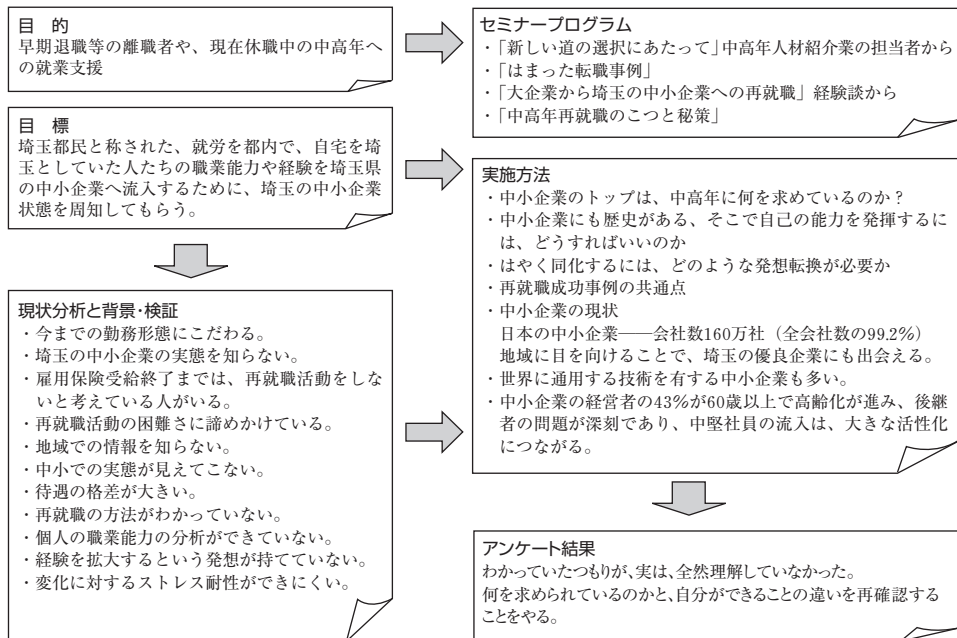 目 的
早期退職等の離職者や、現在休職中の中高年へ
の就業支援
目 標
埼玉都民と称された、就労を都内で、自宅を埼
玉としていた人たちの職業能力や経験を埼玉県
の中小企業へ流入するために、埼玉の中小企業
状態を周知してもらう。
現状分析と背景・検証
・今までの勤務形態にこだわる。
・埼玉の中小企業の実態を知らない。
・雇用保険受給終了までは、再就職活動をしな
いと考えている人がいる。
・再就職活動の困難さに諦めかけている。
・地域での情報を知らない。
・中小での実態が見えてこない。
・待遇の格差が大きい。
・再就職の方法がわかっていない。
・個人の職業能力の分析ができていない。
・経験を拡大するという発想が持てていない。
・変化に対するストレス耐性ができにくい。
セミナープログラム
・「新しい道の選択にあたって」中高年人材紹介業の担当者から
・「はまった転職事例」
・「大企業から埼玉の中小企業への再就職」経験談から
・「中高年再就職のこつと秘策」
実施方法
・中小企業のトップは、中高年に何を求めているのか？
・中小企業にも歴史がある、そこで自己の能力を発揮するに
は、どうすればいいのか
・はやく同化するには、どのような発想転換が必要か
・再就職成功事例の共通点
・中小企業の現状
日本の中小企業──会社数160万社（全会社数の99.2％）
地域に目を向けることで、埼玉の優良企業にも出会える。
・世界に通用する技術を有する中小企業も多い。
・中小企業の経営者の43％が60歳以上で高齢化が進み、後継
者の問題が深刻であり、中堅社員の流入は、大きな活性化
につながる。
アンケート結果
わかっていたつもりが、実は、全然理解していなかった。
何を求められているのかと、自分ができることの違いを再確認する
ことをやる。